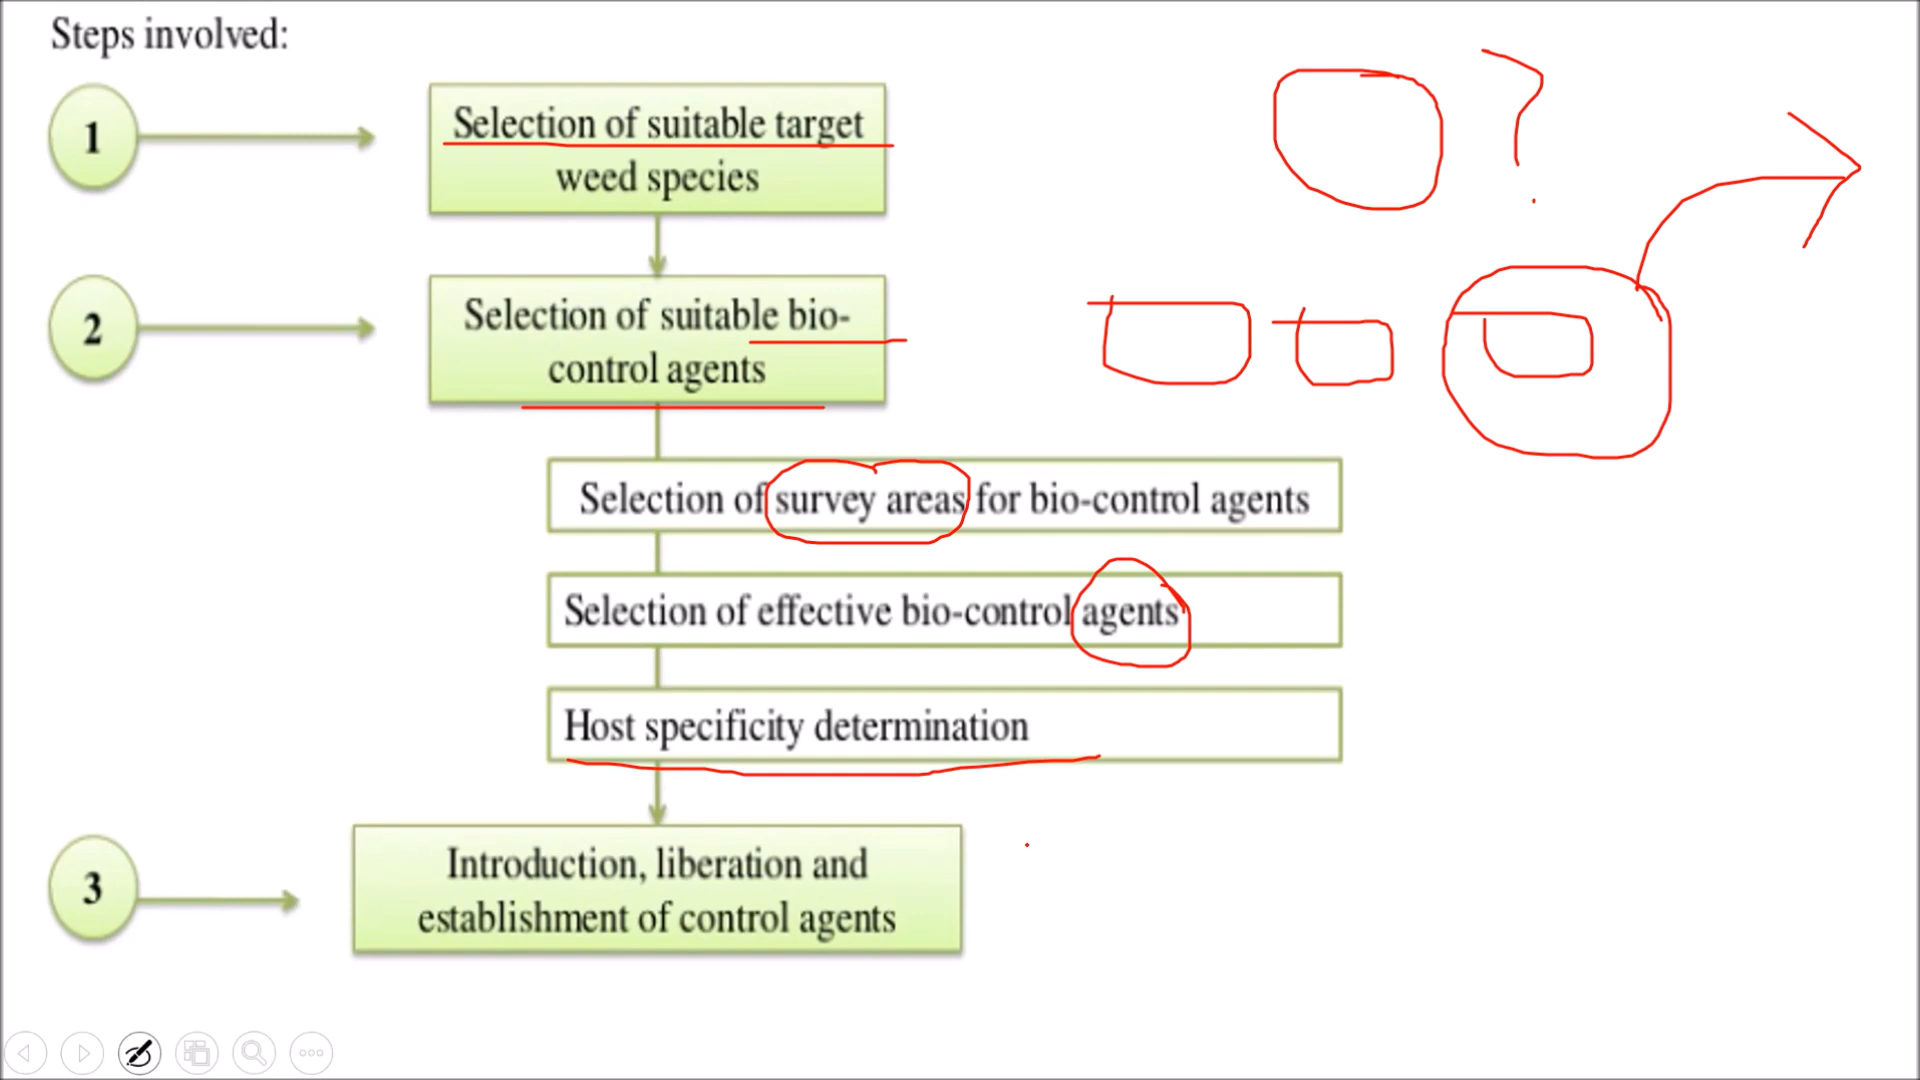 Steps involved:
1
Selection of suitable target
weed species
2
Selection of suitable bio-
control agents
Selection of survey areas for bio-control agents
Selection of effective bio-control agents
Host specificity determination
3
Introduction, liberation and
establishment of control agents
?